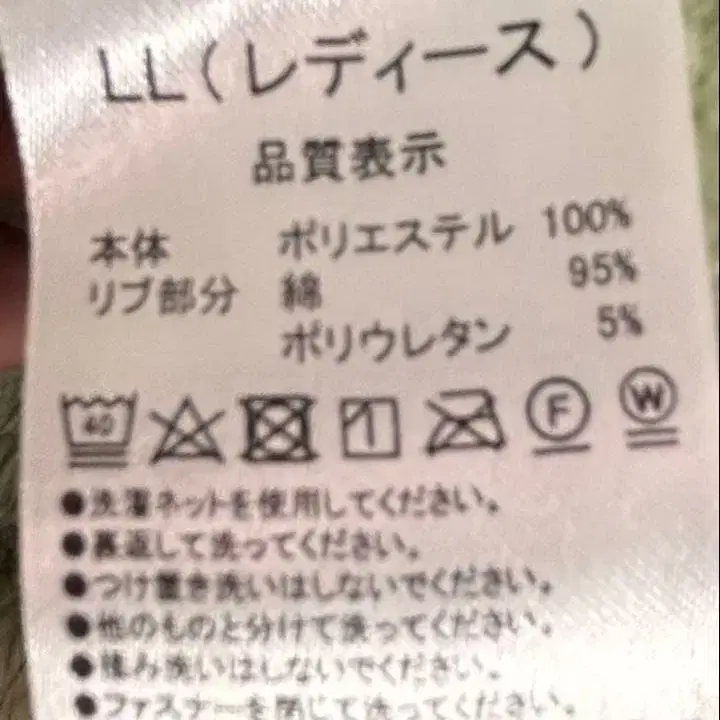 LL(レディース)
品質表示
本体 ポリエステル 100%
リブ部分 綿 95%
ポリウレタン 5%
40 F W
●洗濯ネットを使用してください。
●裏返して洗ってください。
●つけ置き洗いはしないでください。
●他のものと分けて洗ってください。
●揉み洗いはしないでください。
●ファスナーを閉じて洗ってください。